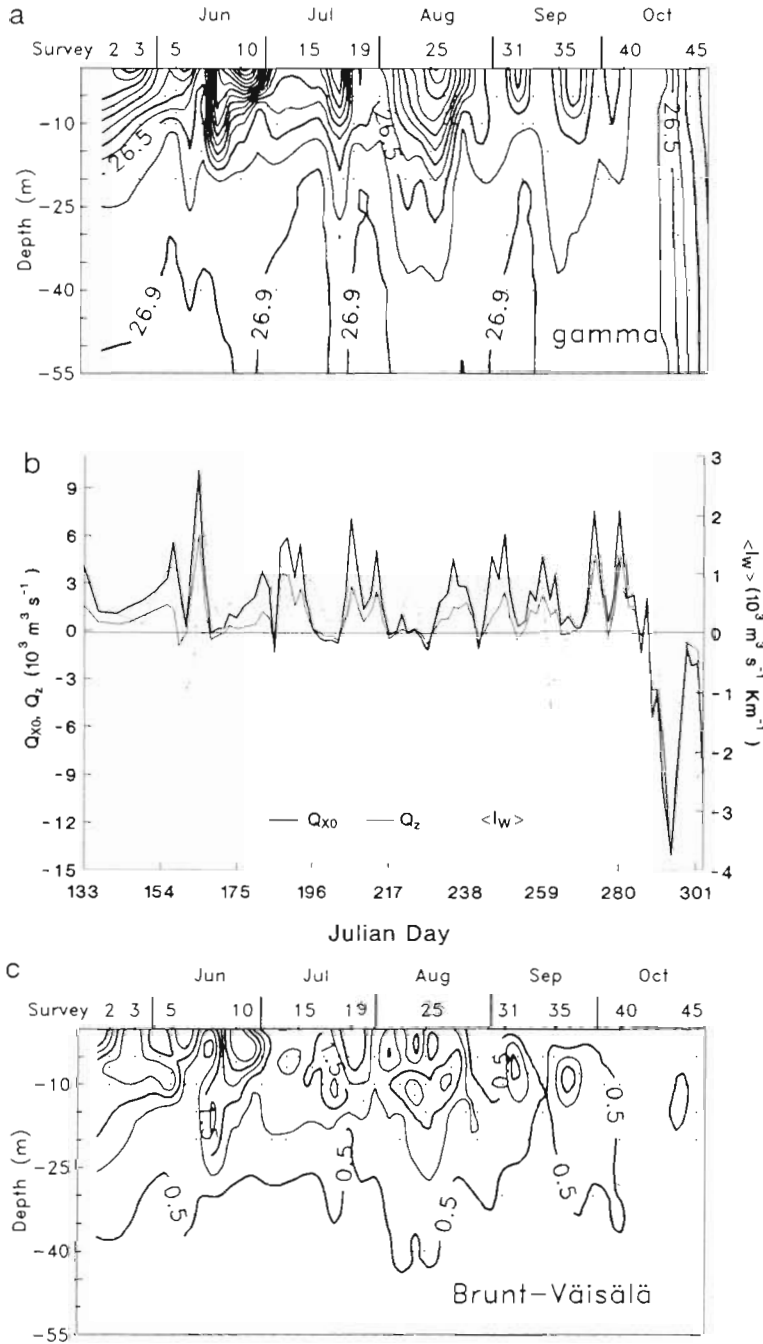 a
Jun Jul Aug Sep Oct
Survey 2 3 5 10 15 19 25 31 35 40 45
-10
-25
-40
-55
Depth (m)
26.5
26.5
26.5
26.9
26.9
26.9
26.9
gamma
b
9
6
3
0
-3
-6
-9
-12
-15
Qxo, Qz (10³ m³ s⁻¹)
3
2
1
0
-1
-2
-3
-4
<Iw> (10³ m³ s⁻¹ Km⁻¹)
Qxo Qz <Iw>
133 154 175 196 217 238 259 280 301
Julian Day
c
Jun Jul Aug Sep Oct
Survey 2 3 5 10 15 19 25 31 35 40 45
-10
-25
-40
-55
Depth (m)
1.5
0.5
0.5
0.5
0.5
0.5
0.5
Brunt-Väisälä